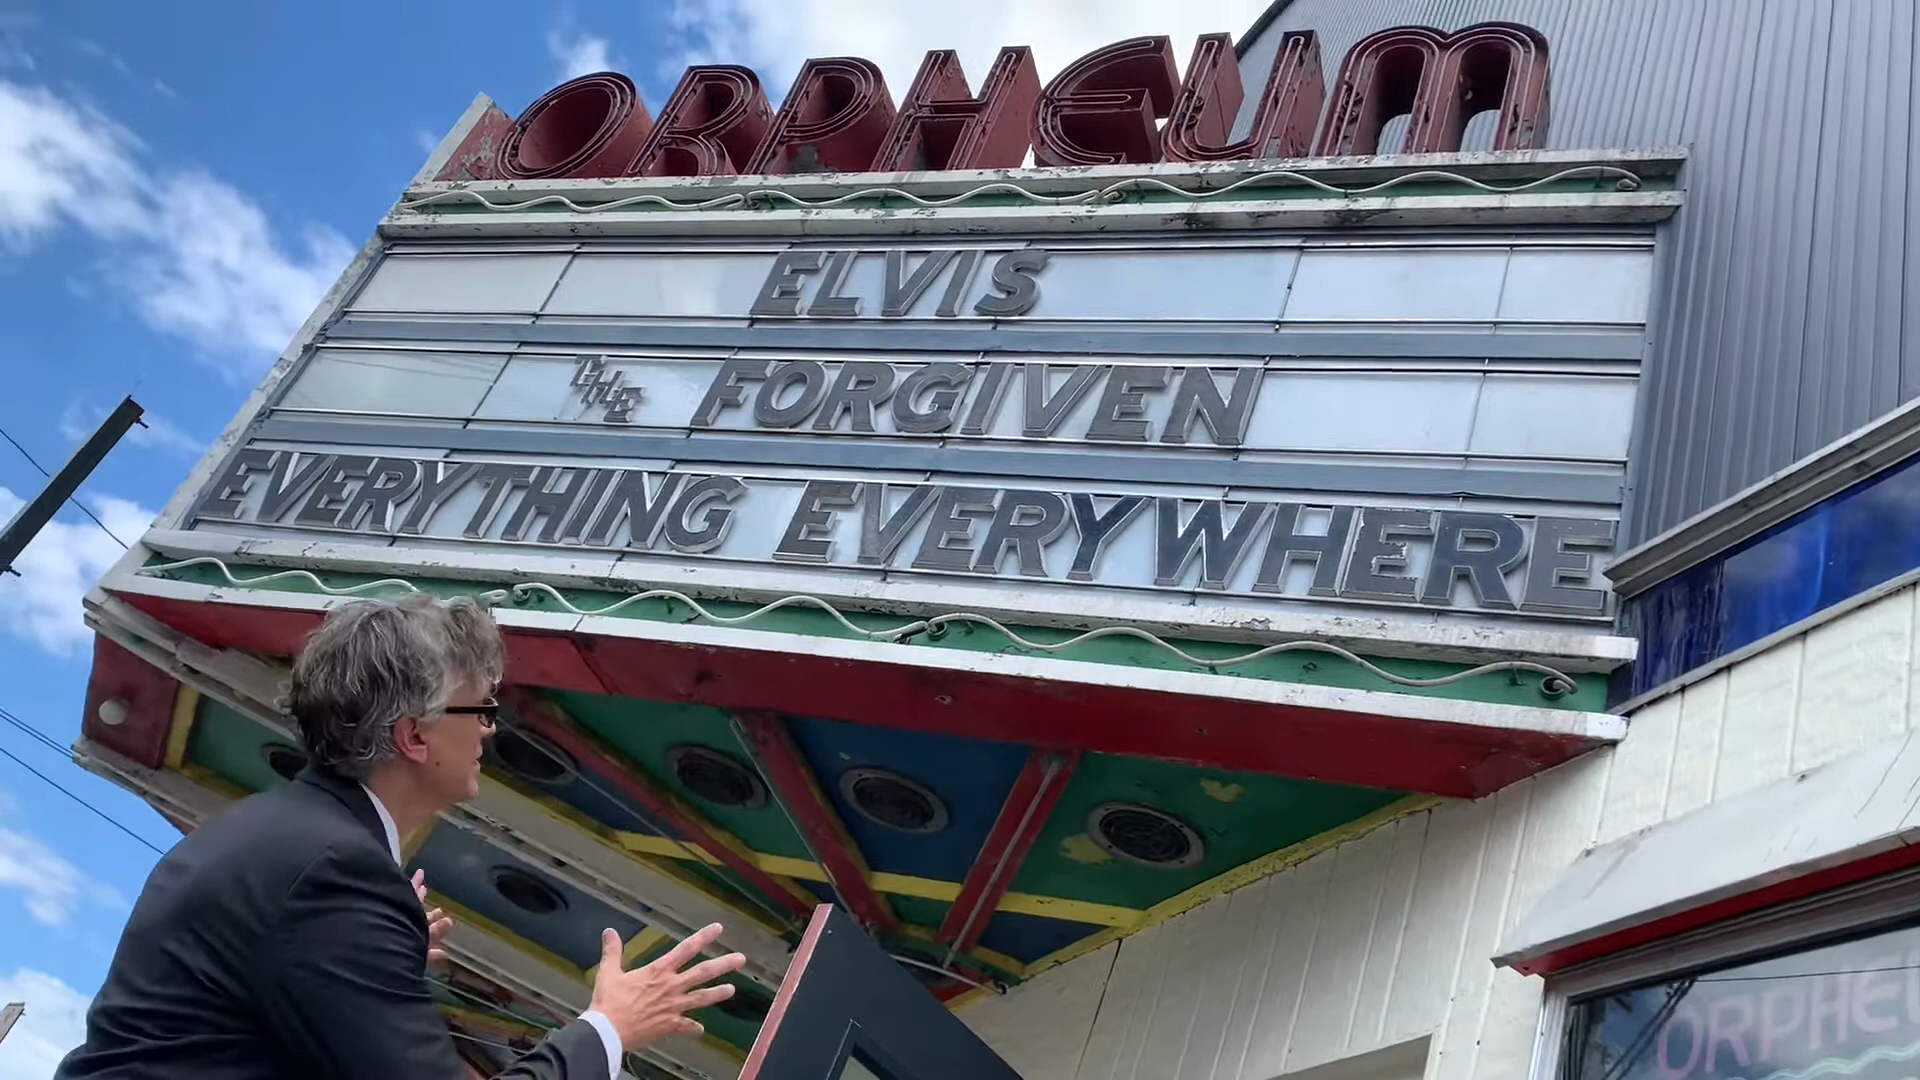 ORPHEUM
ELVIS
THE FORGIVEN
EVERYTHING EVERYWHERE
ORPHEU